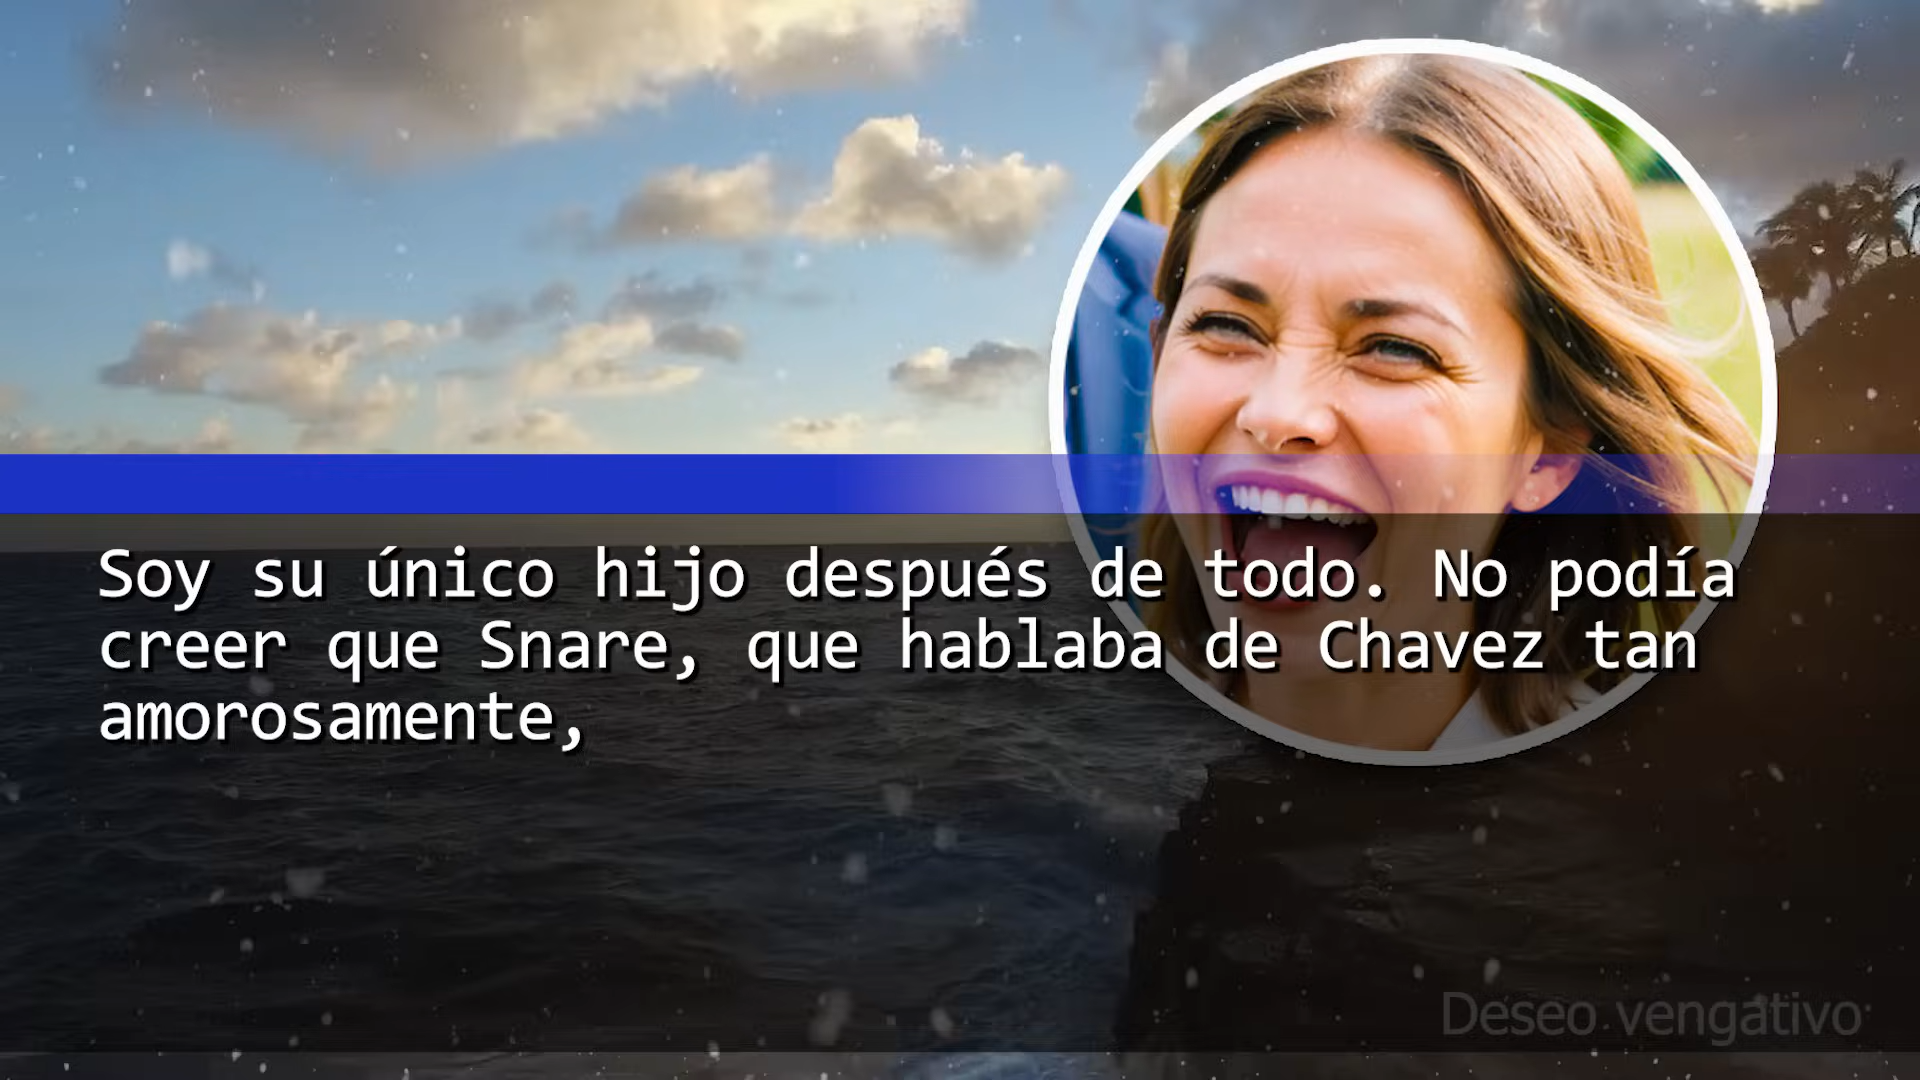 Soy su único hijo después de todo. No podía
creer que Snare, que hablaba de Chavez tan
amorosamente,
Deseo vengativo